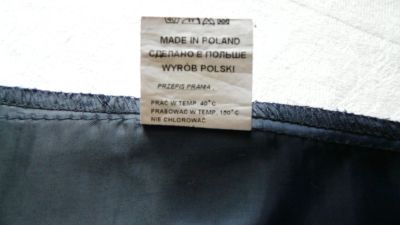 MADE IN POLAND
СДЕЛАНО В ПОЛЬШЕ
WYRÓB POLSKI
PRZEPIS PRANIA
PRAĆ W TEMP. 40°C
PRASOWAĆ W TEMP. 150°C
NIE CHLOROWAĆ